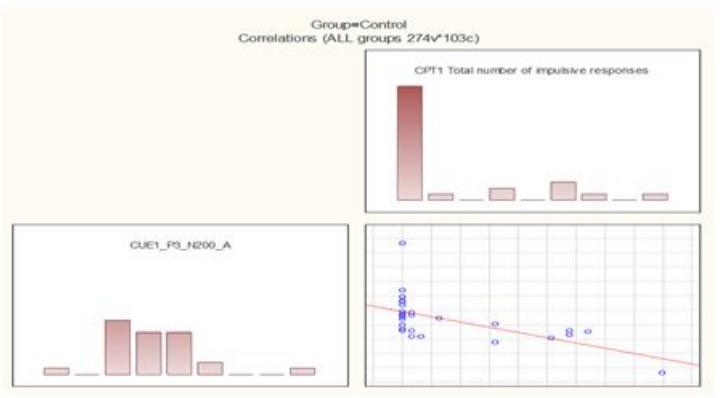 Group=Control
Correlations (ALL groups 274v*103c)
CPT1 Total number of impulsive responses
CUE1_P3_N200_A